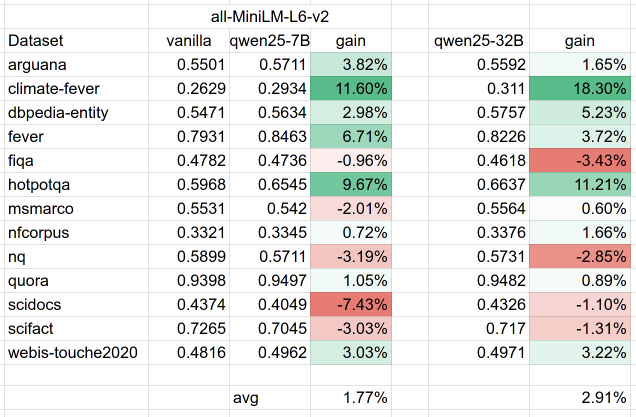 all-MiniLM-L6-v2
Dataset vanilla qwen25-7B gain qwen25-32B gain
arguana 0.5501 0.5711 3.82% 0.5592 1.65%
climate-fever 0.2629 0.2934 11.60% 0.311 18.30%
dbpedia-entity 0.5471 0.5634 2.98% 0.5757 5.23%
fever 0.7931 0.8463 6.71% 0.8226 3.72%
fiqa 0.4782 0.4736 -0.96% 0.4618 -3.43%
hotpotqa 0.5968 0.6545 9.67% 0.6637 11.21%
msmarco 0.5531 0.542 -2.01% 0.5564 0.60%
nfcorpus 0.3321 0.3345 0.72% 0.3376 1.66%
nq 0.5899 0.5711 -3.19% 0.5731 -2.85%
quora 0.9398 0.9497 1.05% 0.9482 0.89%
scidocs 0.4374 0.4049 -7.43% 0.4326 -1.10%
scifact 0.7265 0.7045 -3.03% 0.717 -1.31%
webis-touche2020 0.4816 0.4962 3.03% 0.4971 3.22%
avg 1.77% 2.91%